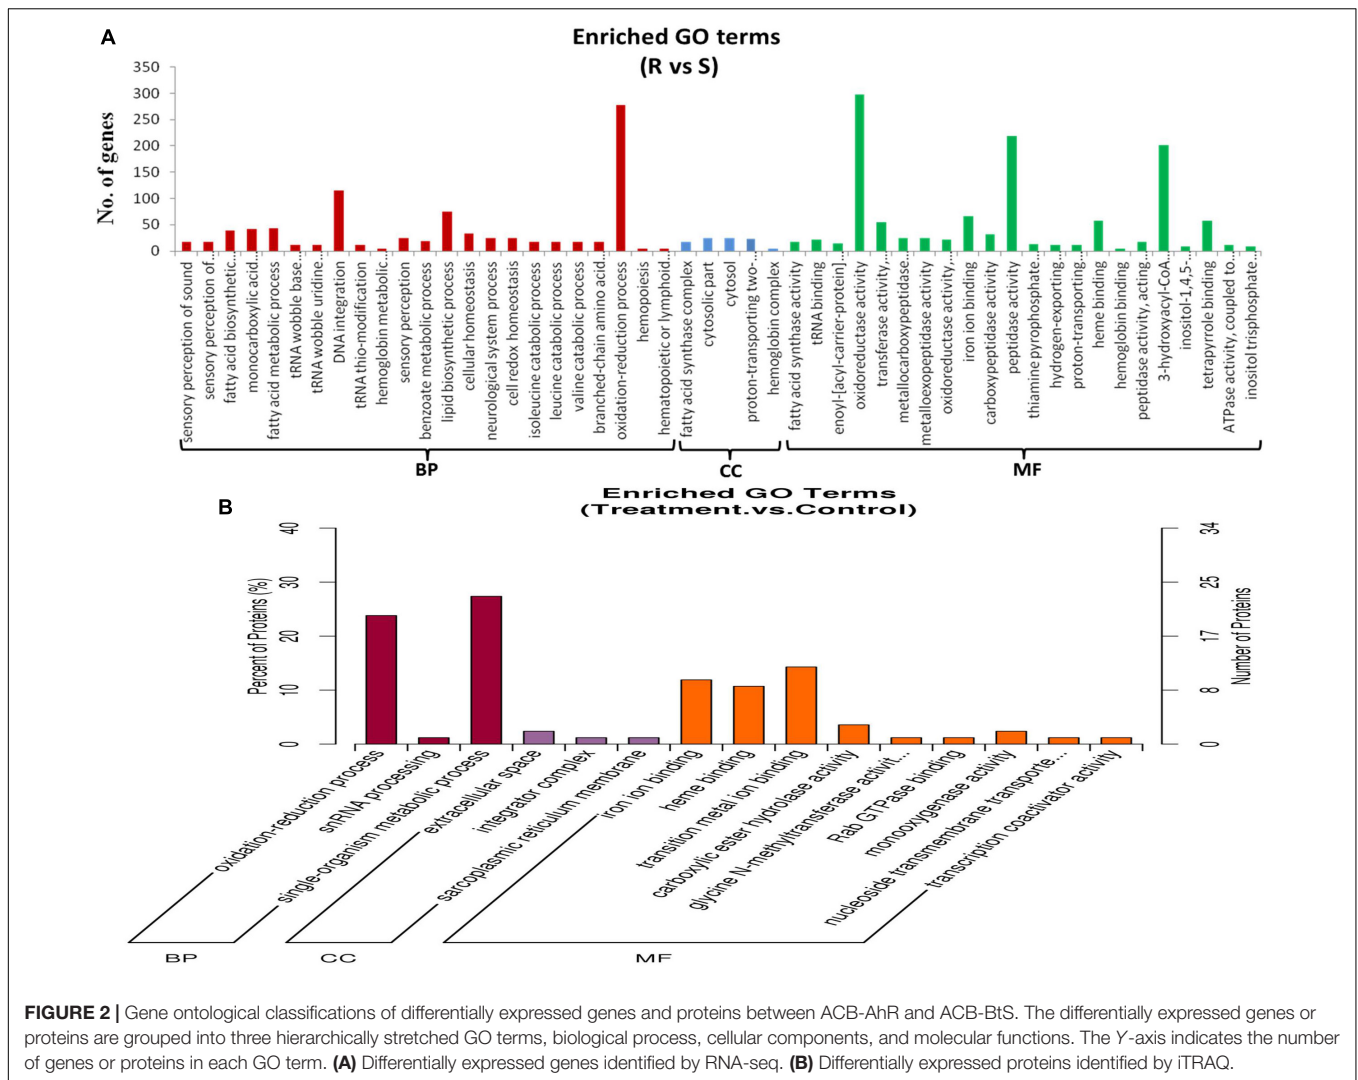 A
Enriched GO terms
(R vs S)
No. of genes
350
300
250
200
150
100
50
0
sensory perception of sound
sensory perception of...
fatty acid biosynthetic...
monocarboxylic acid...
fatty acid metabolic process
tRNA wobble base...
tRNA wobble uridine...
DNA integration
tRNA thio-modification
hemoglobin metabolic...
sensory perception
benzoate metabolic process
lipid biosynthetic process
cellular homeostasis
neurological system process
cell redox homeostasis
isoleucine catabolic process
leucine catabolic process
valine catabolic process
branched-chain amino acid...
oxidation-reduction process
hemopoiesis
hematopoietic or lymphoid...
fatty acid synthase complex
cytosolic part
cytosol
proton-transporting two-...
hemoglobin complex
fatty acid synthase activity
tRNA binding
enoyl-[acyl-carrier-protein]...
oxidoreductase activity
transferase activity,...
metallocarboxypeptidase...
metalloexopeptidase activity
oxidoreductase activity,...
iron ion binding
carboxypeptidase activity
peptidase activity
thiamine pyrophosphate...
hydrogen-exporting...
proton-transporting...
heme binding
hemoglobin binding
peptidase activity, acting...
3-hydroxyacyl-CoA...
inositol-1,4,5-...
tetrapyrrole binding
ATPase activity, coupled to...
inositol trisphosphate...
BP
CC
MF
B
Enriched GO Terms
(Treatment.vs.Control)
Percent of Proteins (%)
40
30
20
10
0
Number of Proteins
34
25
17
8
0
oxidation-reduction process
snRNA processing
single-organism metabolic process
extracellular space
integrator complex
sarcoplasmic reticulum membrane
iron ion binding
heme binding
transition metal ion binding
carboxylic ester hydrolase activity
glycine N-methyltransferase activit...
Rab GTPase binding
monooxygenase activity
nucleoside transmembrane transporte...
transcription coactivator activity
BP
CC
MF
FIGURE 2 | Gene ontological classifications of differentially expressed genes and proteins between ACB-AhR and ACB-BtS. The differentially expressed genes or
proteins are grouped into three hierarchically stretched GO terms, biological process, cellular components, and molecular functions. The Y-axis indicates the number
of genes or proteins in each GO term. (A) Differentially expressed genes identified by RNA-seq. (B) Differentially expressed proteins identified by iTRAQ.